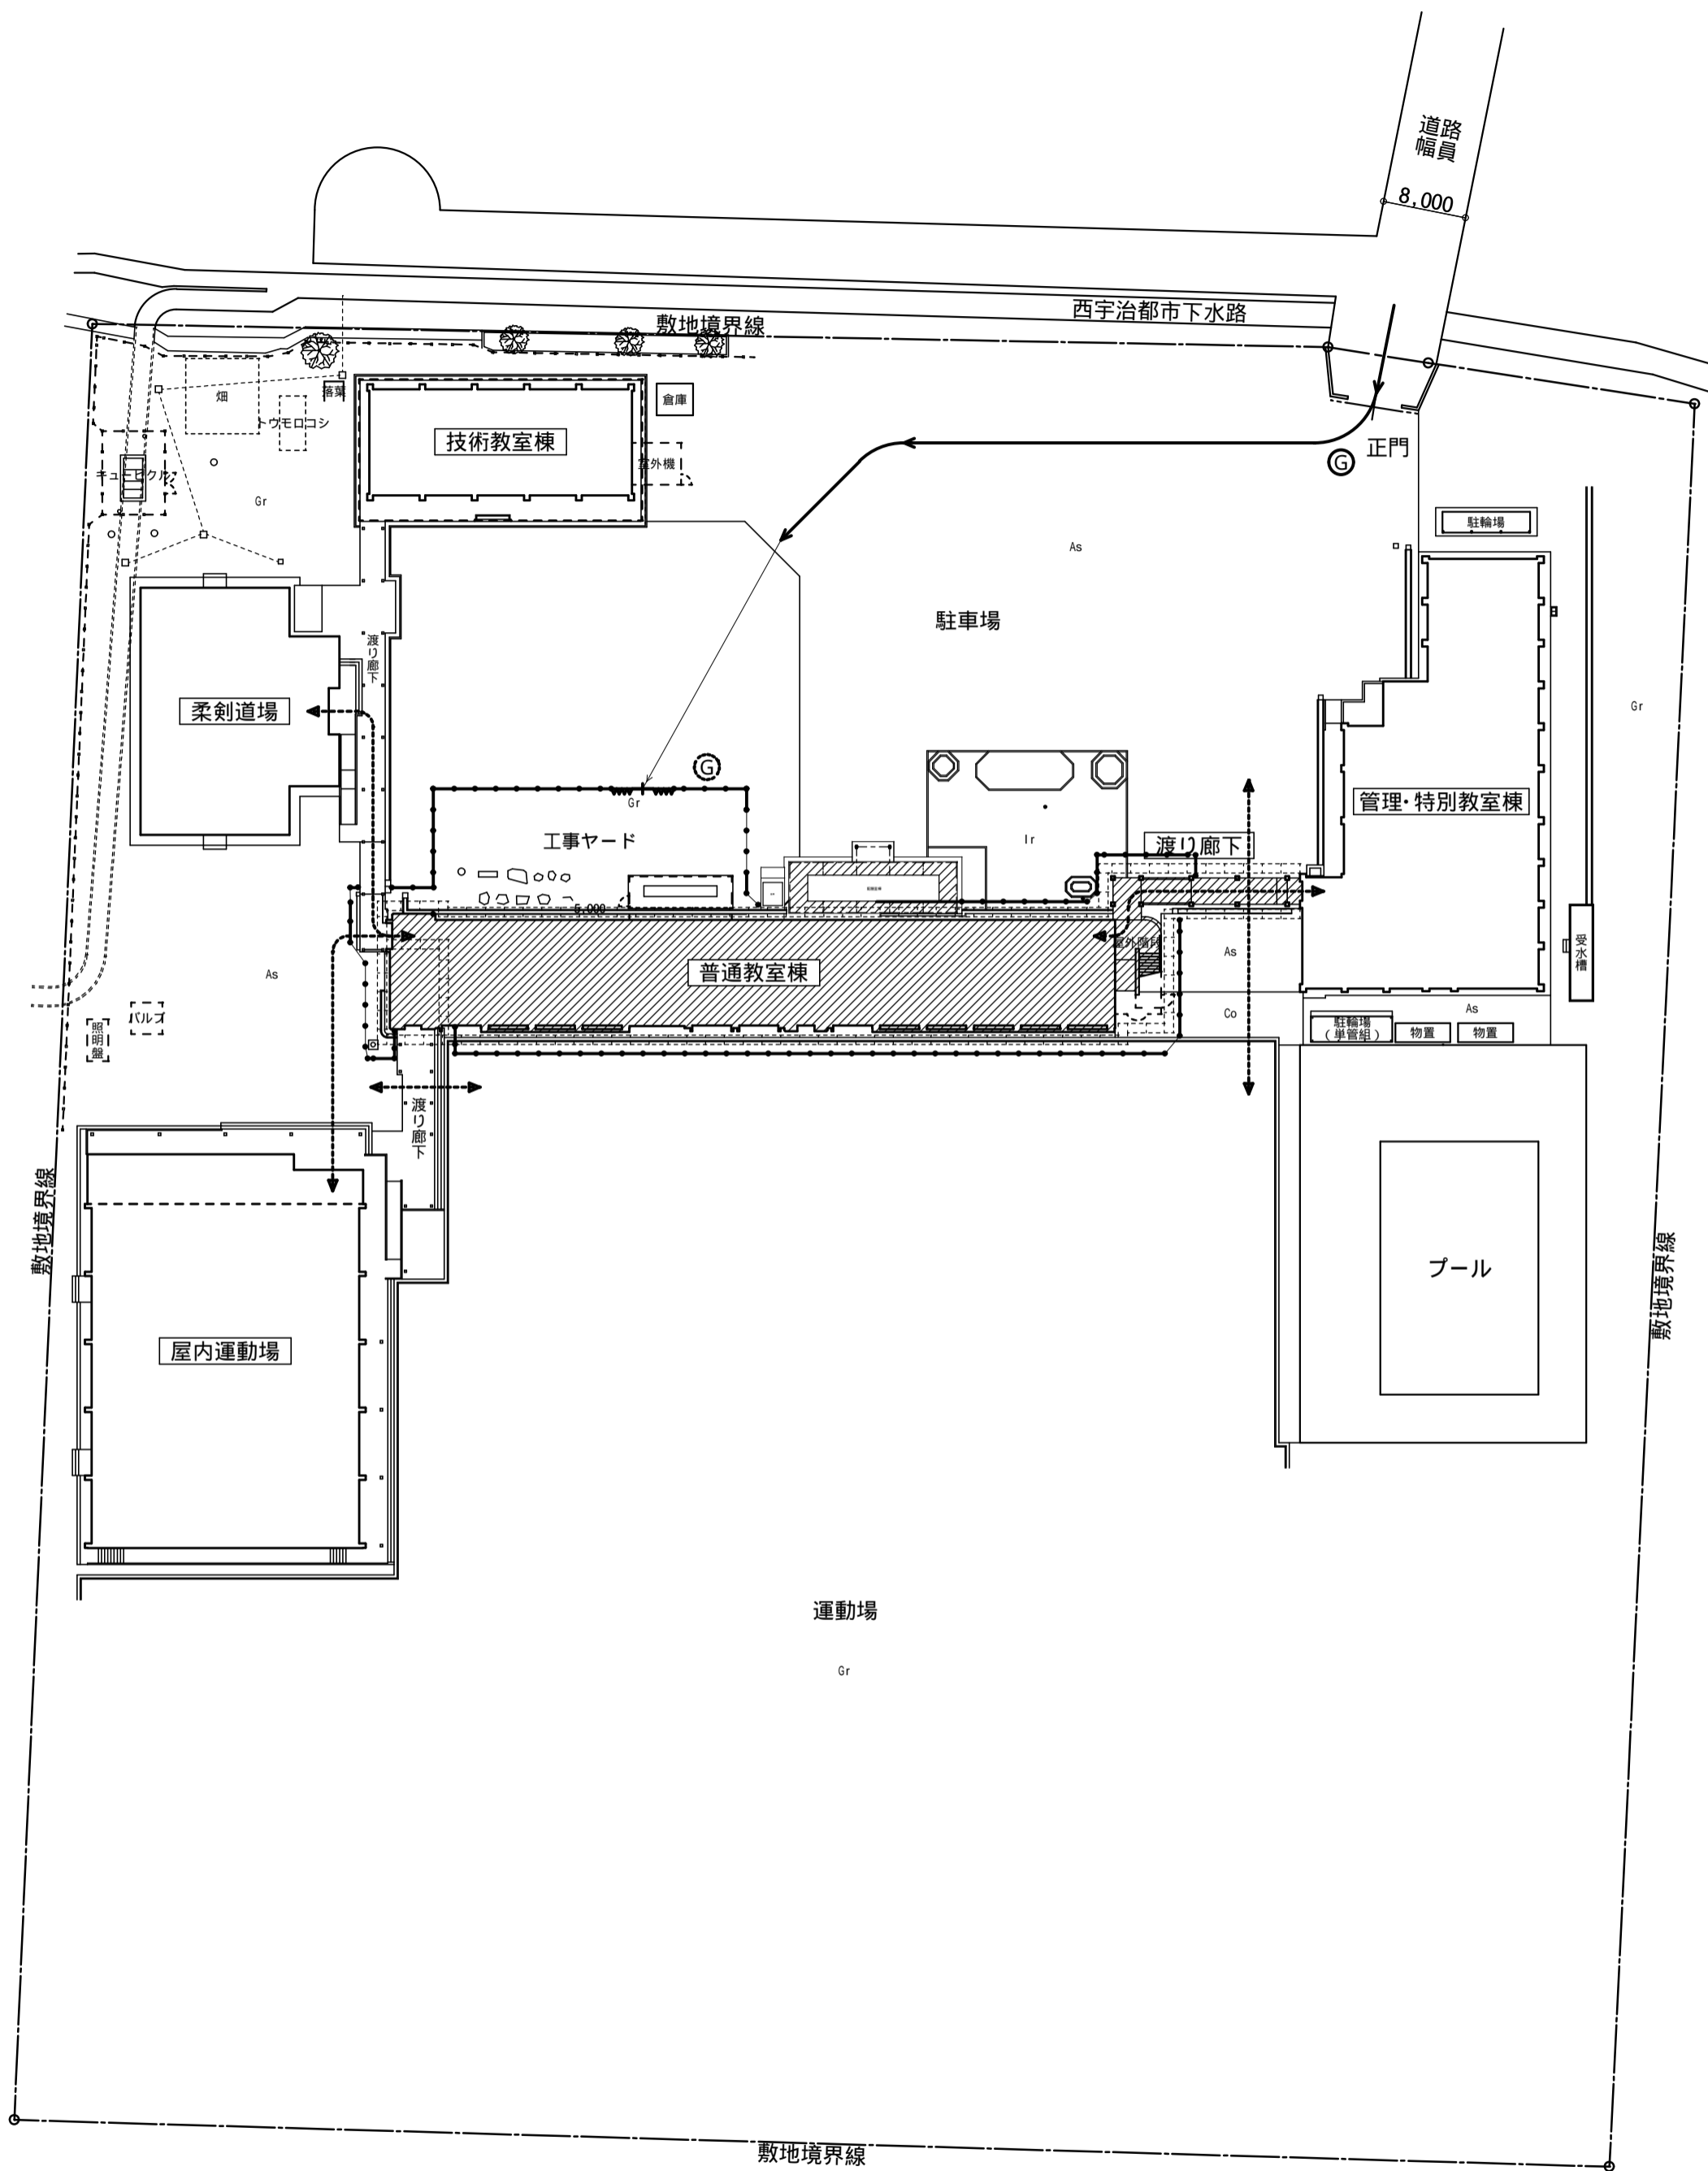 道路
幅員
8,000
西宇治都市下水路
敷地境界線
落葉
畑
倉庫
トウモロコシ
技術教室棟
正門
室外機
G
キュービクル
Gr
駐輪場
As
駐車場
渡り廊下
柔剣道場
Gr
G
管理・特別教室棟
Gr
工事ヤード
Ir
渡り廊下
5,000
屋外階段
受水槽
普通教室棟
As
As
Co
As
バルブ
照明盤
駐輪場
(単管組)
物置
物置
渡り廊下
敷地境界線
敷地境界線
プール
屋内運動場
運動場
Gr
敷地境界線